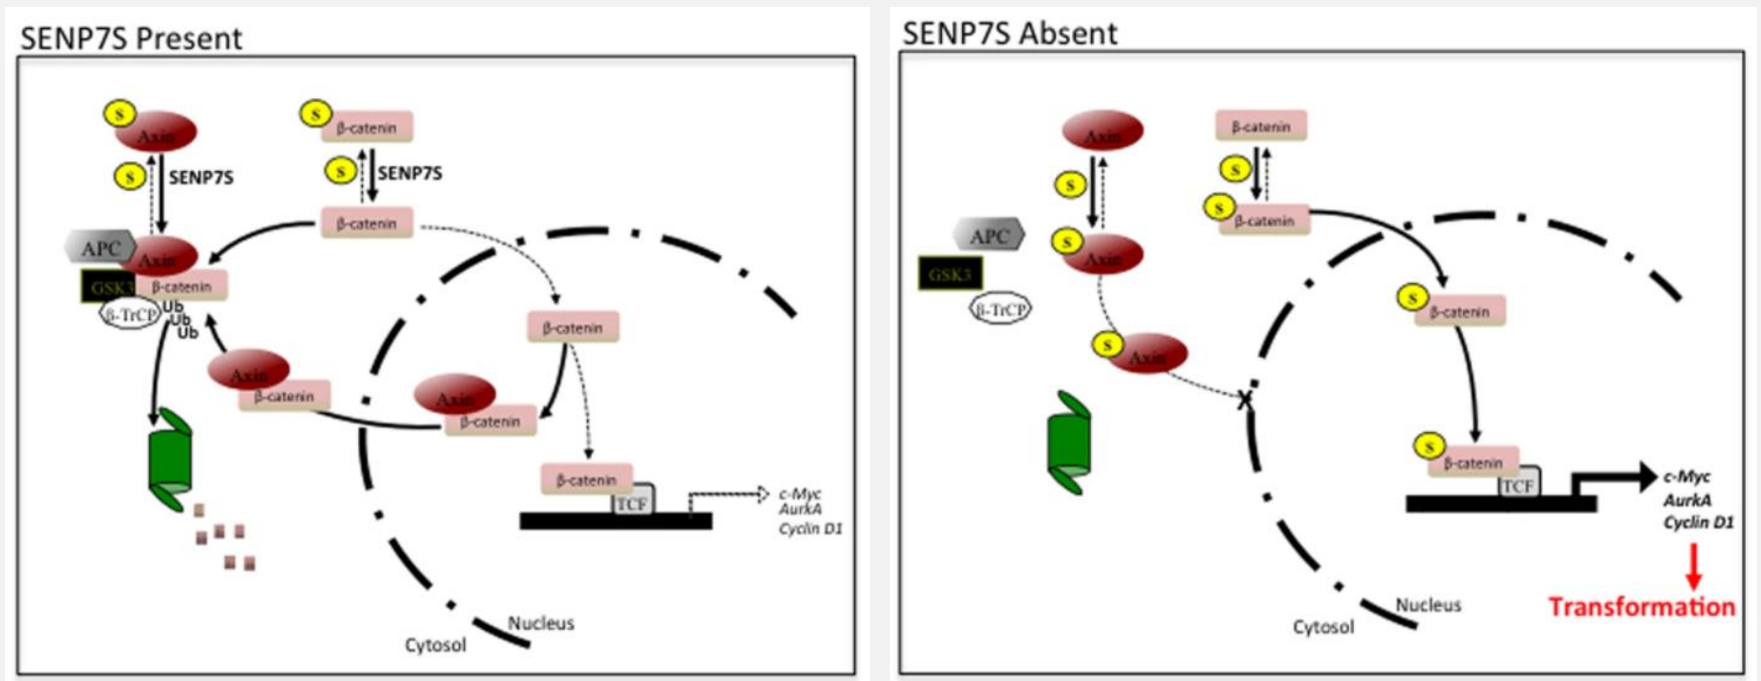 SENP7S Present
S
Axin
S
SENP7S
S
β-catenin
S
SENP7S
β-catenin
APC
Axin
GSK3
β-catenin
β-TrCP
Ub
Ub
Ub
Axin
β-catenin
β-catenin
Axin
β-catenin
β-catenin
TCF
c-Myc
AurkA
Cyclin D1
Nucleus
Cytosol
SENP7S Absent
Axin
S
S
Axin
β-catenin
S
S
β-catenin
APC
GSK3
β-TrCP
S
Axin
X
S
β-catenin
S
β-catenin
TCF
c-Myc
AurkA
Cyclin D1
Transformation
Nucleus
Cytosol